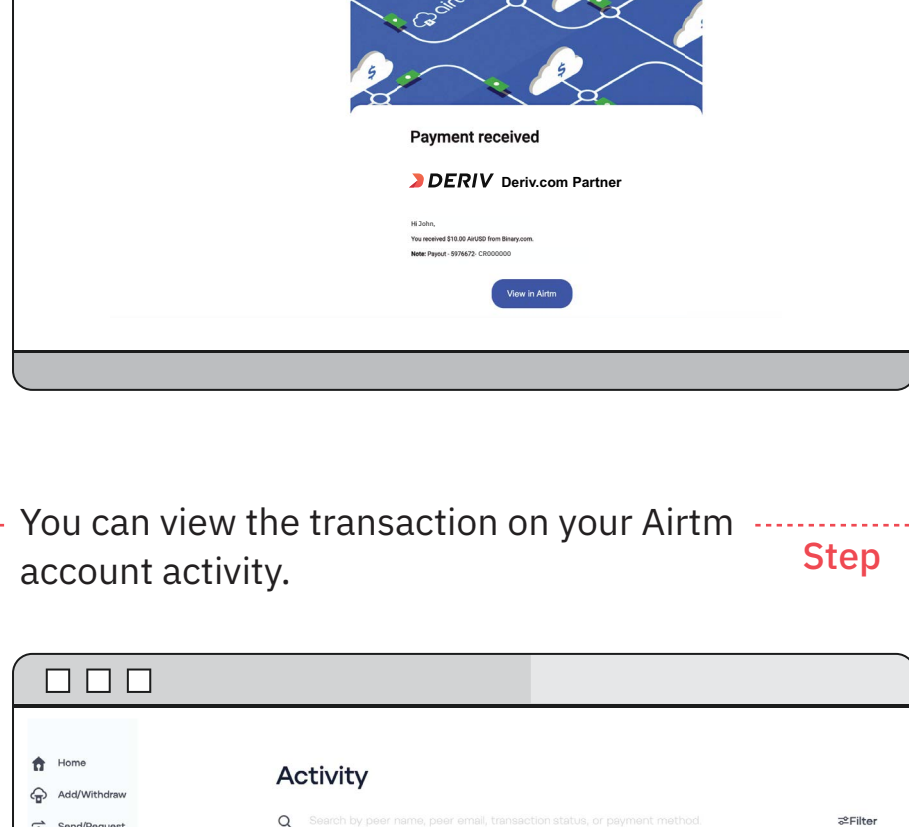 Payment received
DERIV Deriv.com Partner
Hi John,
You received $10.00 AirUSD from Binary.com.
Note: Payout - 5976672- CR000000
View in Airtm
You can view the transaction on your Airtm
account activity.
Step
Home
Activity
Add/Withdraw
Search by peer name, peer email, transaction status, or payment method.
Filter
Send/Request